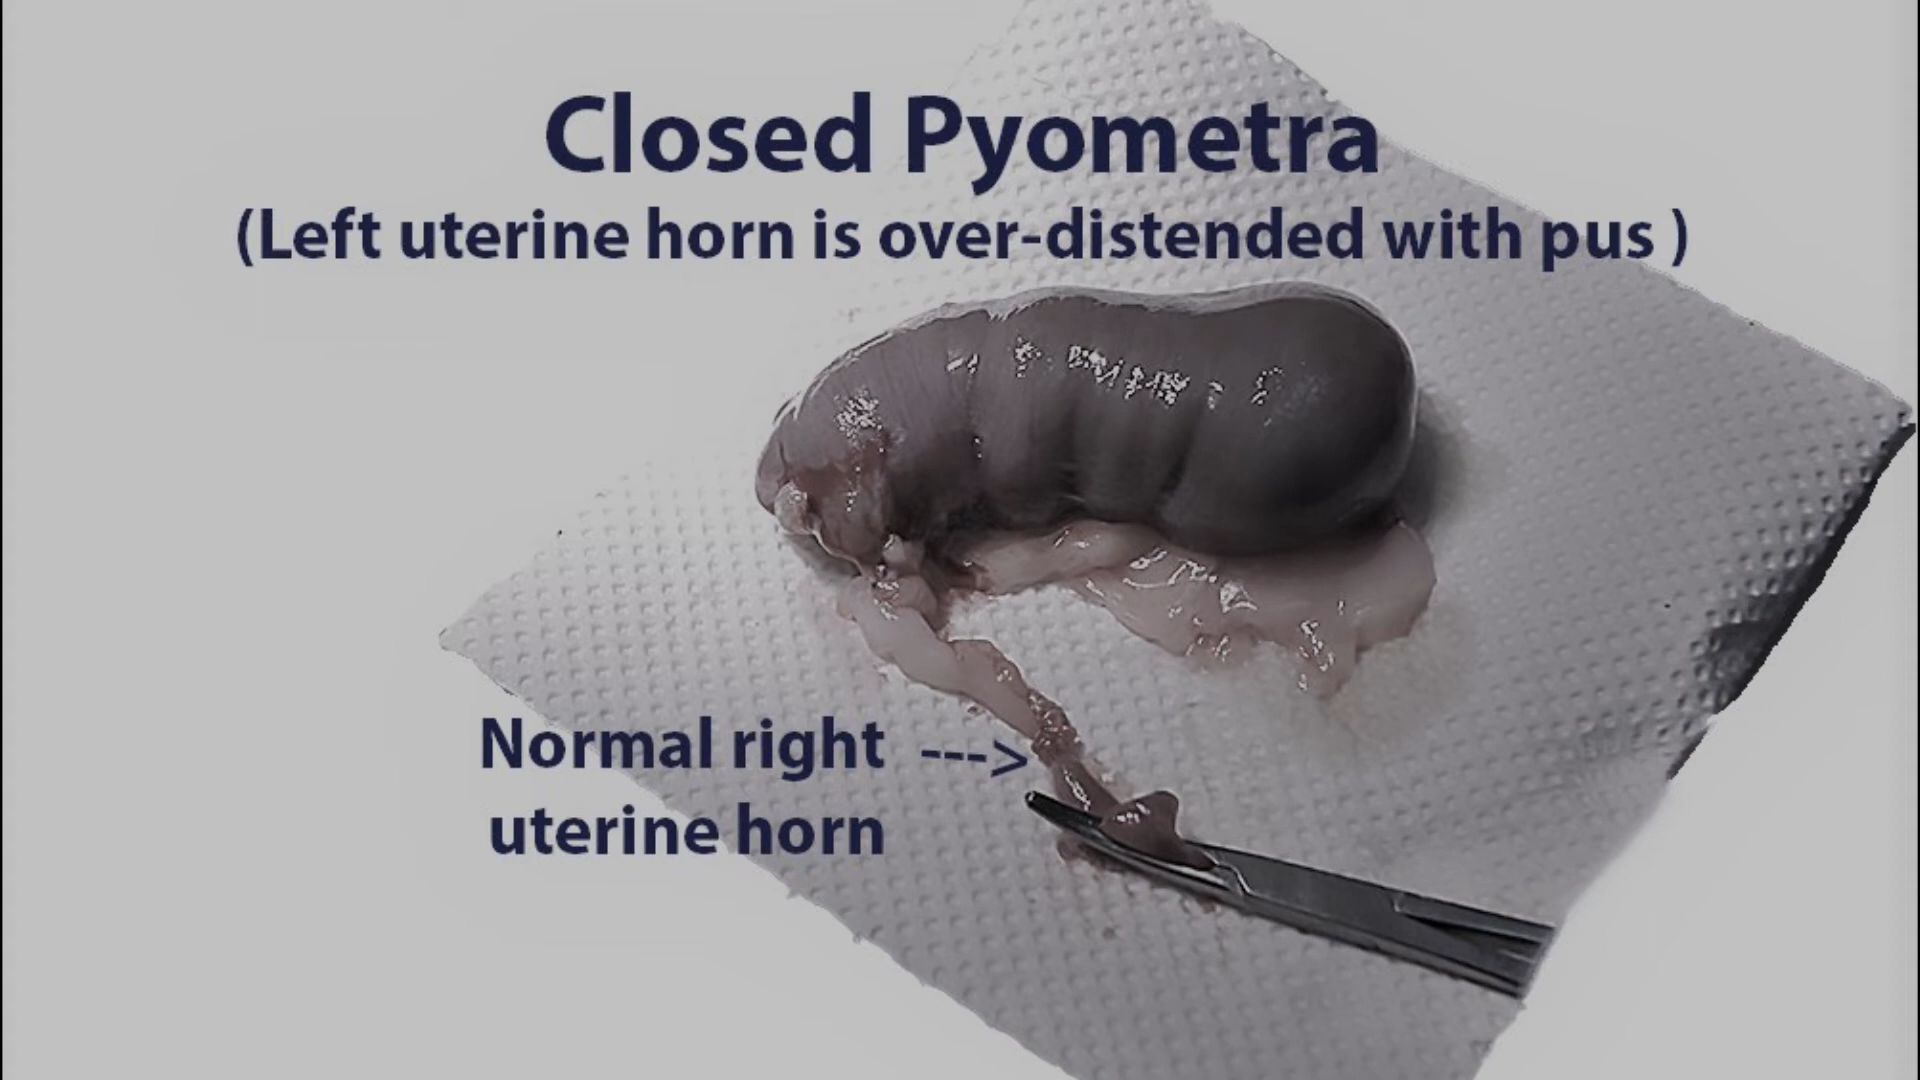 Closed Pyometra
(Left uterine horn is over-distended with pus )
Normal right --->
uterine horn